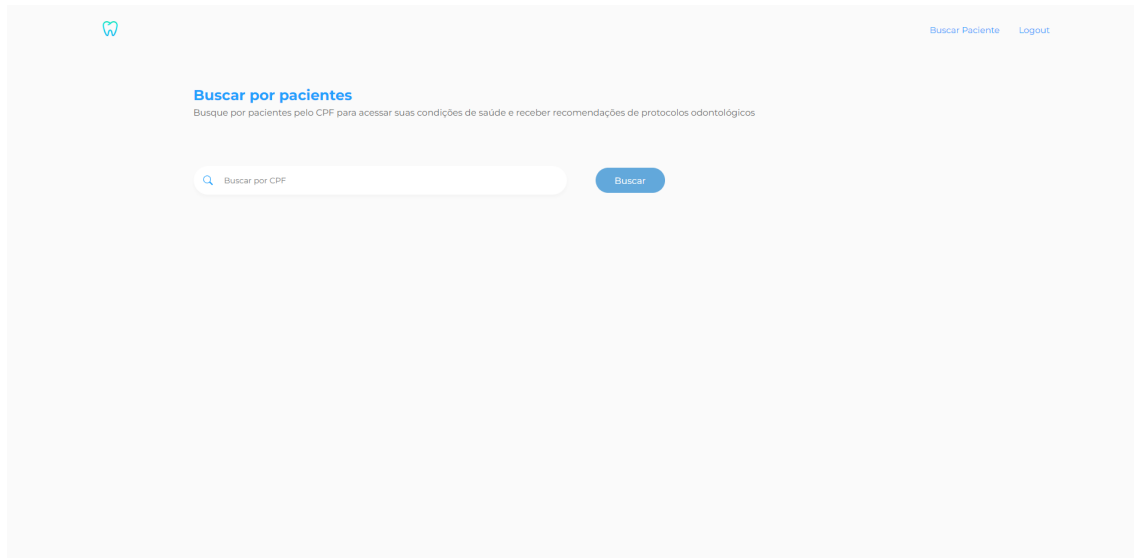 Buscar Paciente Logout
Buscar por pacientes
Busque por pacientes pelo CPF para acessar suas condições de saúde e receber recomendações de protocolos odontológicos
Buscar por CPF Buscar